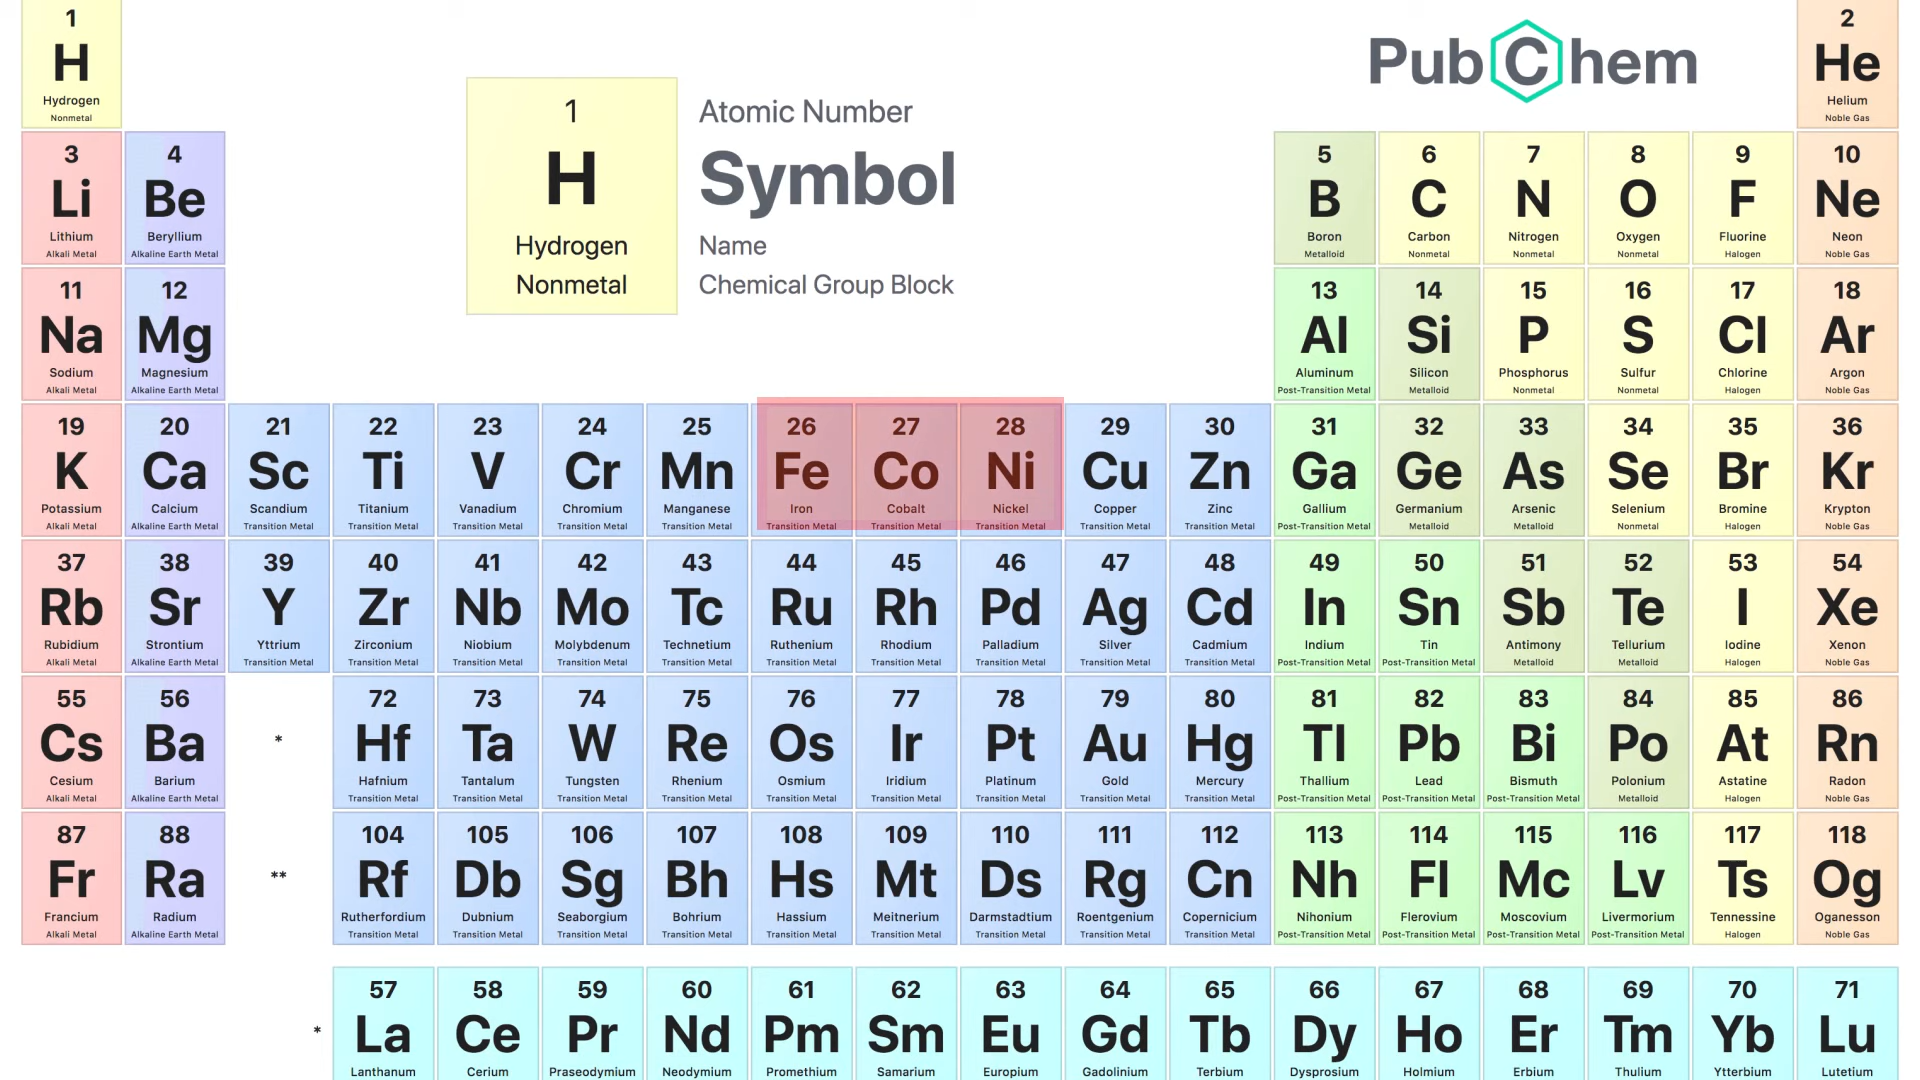 1 2
H He
Hydrogen Helium
Nonmetal Noble Gas
PubChem
1 Atomic Number
H Symbol
Hydrogen Name
Nonmetal Chemical Group Block
3 4 5 6 7 8 9 10
Li Be B C N O F Ne
Lithium Beryllium Boron Carbon Nitrogen Oxygen Fluorine Neon
Alkali Metal Alkaline Earth Metal Metalloid Nonmetal Nonmetal Nonmetal Halogen Noble Gas
11 12 13 14 15 16 17 18
Na Mg Al Si P S Cl Ar
Sodium Magnesium Aluminum Silicon Phosphorus Sulfur Chlorine Argon
Alkali Metal Alkaline Earth Metal Post-Transition Metal Metalloid Nonmetal Nonmetal Halogen Noble Gas
19 20 21 22 23 24 25 26 27 28 29 30 31 32 33 34 35 36
K Ca Sc Ti V Cr Mn Fe Co Ni Cu Zn Ga Ge As Se Br Kr
Potassium Calcium Scandium Titanium Vanadium Chromium Manganese Iron Cobalt Nickel Copper Zinc Gallium Germanium Arsenic Selenium Bromine Krypton
Alkali Metal Alkaline Earth Metal Transition Metal Transition Metal Transition Metal Transition Metal Transition Metal Transition Metal Transition Metal Transition Metal Transition Metal Transition Metal Post-Transition Metal Metalloid Metalloid Nonmetal Halogen Noble Gas
37 38 39 40 41 42 43 44 45 46 47 48 49 50 51 52 53 54
Rb Sr Y Zr Nb Mo Tc Ru Rh Pd Ag Cd In Sn Sb Te I Xe
Rubidium Strontium Yttrium Zirconium Niobium Molybdenum Technetium Ruthenium Rhodium Palladium Silver Cadmium Indium Tin Antimony Tellurium Iodine Xenon
Alkali Metal Alkaline Earth Metal Transition Metal Transition Metal Transition Metal Transition Metal Transition Metal Transition Metal Transition Metal Transition Metal Transition Metal Transition Metal Post-Transition Metal Post-Transition Metal Metalloid Metalloid Halogen Noble Gas
55 56 72 73 74 75 76 77 78 79 80 81 82 83 84 85 86
Cs Ba * Hf Ta W Re Os Ir Pt Au Hg Tl Pb Bi Po At Rn
Cesium Barium Hafnium Tantalum Tungsten Rhenium Osmium Iridium Platinum Gold Mercury Thallium Lead Bismuth Polonium Astatine Radon
Alkali Metal Alkaline Earth Metal Transition Metal Transition Metal Transition Metal Transition Metal Transition Metal Transition Metal Transition Metal Transition Metal Transition Metal Post-Transition Metal Post-Transition Metal Post-Transition Metal Metalloid Halogen Noble Gas
87 88 104 105 106 107 108 109 110 111 112 113 114 115 116 117 118
Fr Ra ** Rf Db Sg Bh Hs Mt Ds Rg Cn Nh Fl Mc Lv Ts Og
Francium Radium Rutherfordium Dubnium Seaborgium Bohrium Hassium Meitnerium Darmstadtium Roentgenium Copernicium Nihonium Flerovium Moscovium Livermorium Tennessine Oganesson
Alkali Metal Alkaline Earth Metal Transition Metal Transition Metal Transition Metal Transition Metal Transition Metal Transition Metal Transition Metal Transition Metal Transition Metal Post-Transition Metal Post-Transition Metal Post-Transition Metal Post-Transition Metal Halogen Noble Gas
57 58 59 60 61 62 63 64 65 66 67 68 69 70 71
* La Ce Pr Nd Pm Sm Eu Gd Tb Dy Ho Er Tm Yb Lu
Lanthanum Cerium Praseodymium Neodymium Promethium Samarium Europium Gadolinium Terbium Dysprosium Holmium Erbium Thulium Ytterbium Lutetium